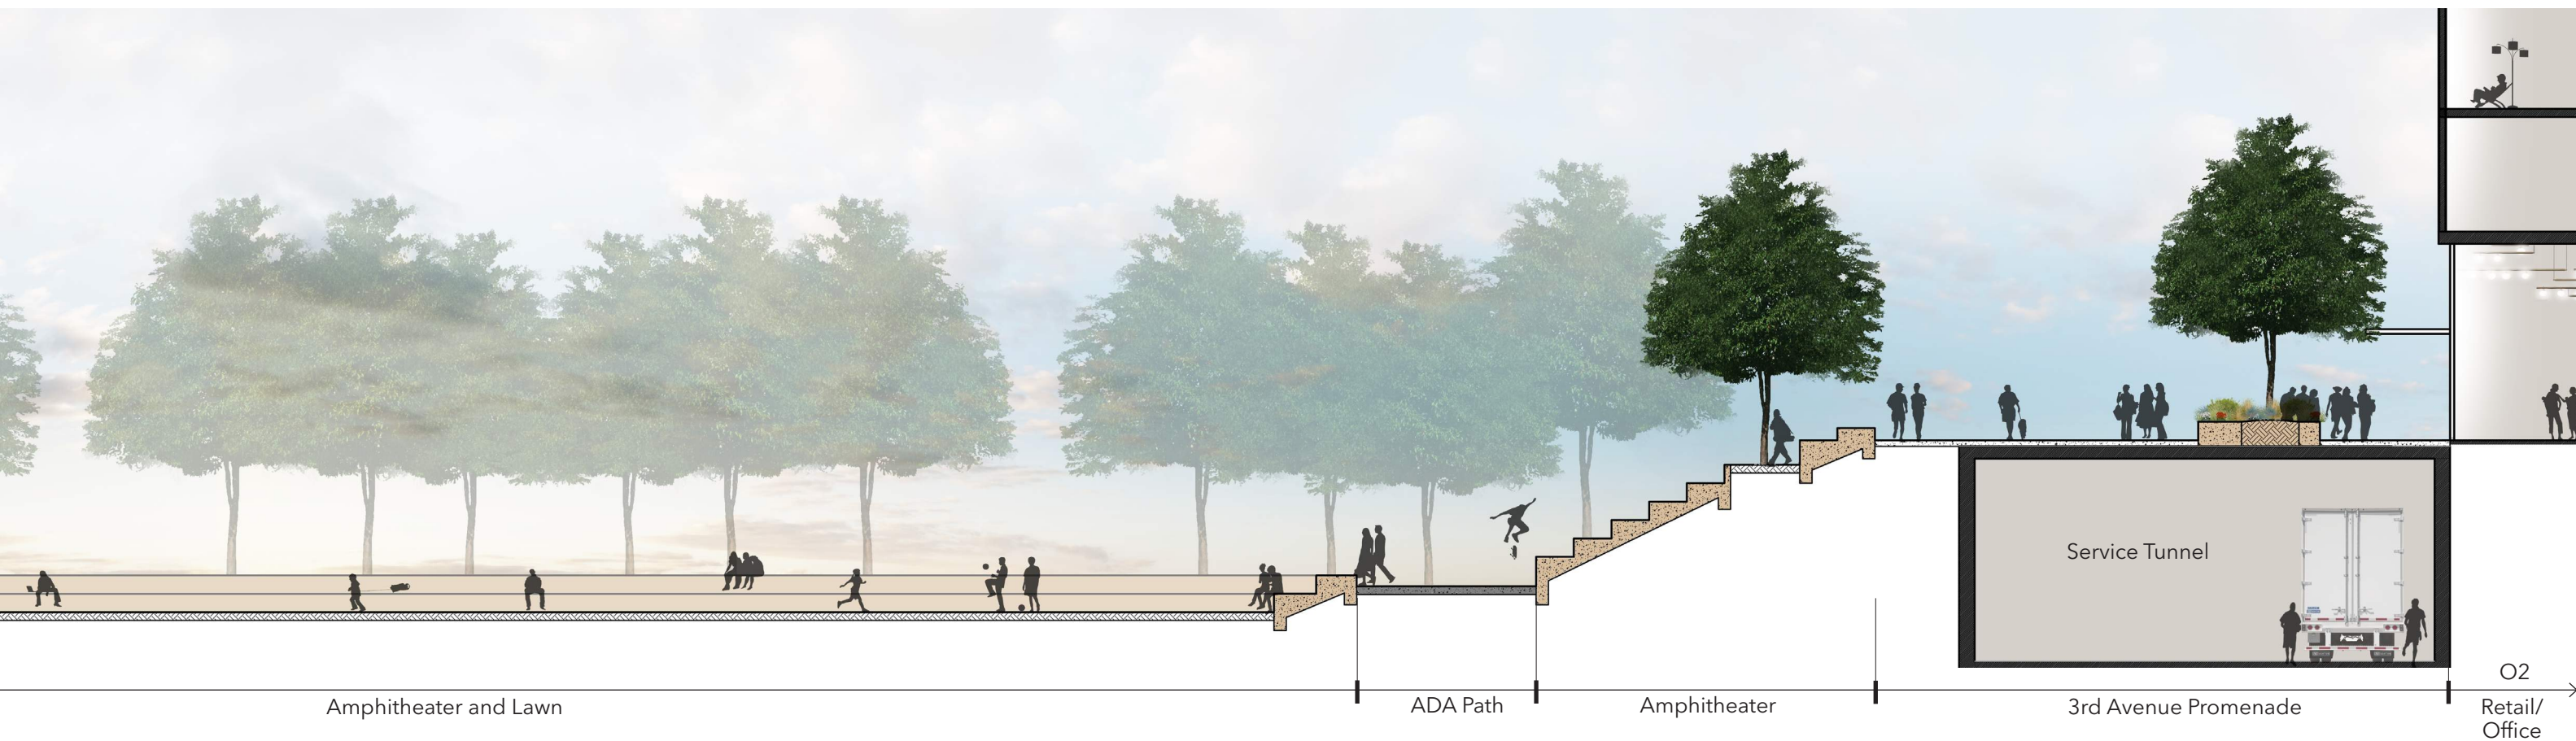 Service Tunnel
O2
Amphitheater and Lawn
ADA Path
Amphitheater
3rd Avenue Promenade
Retail/
Office